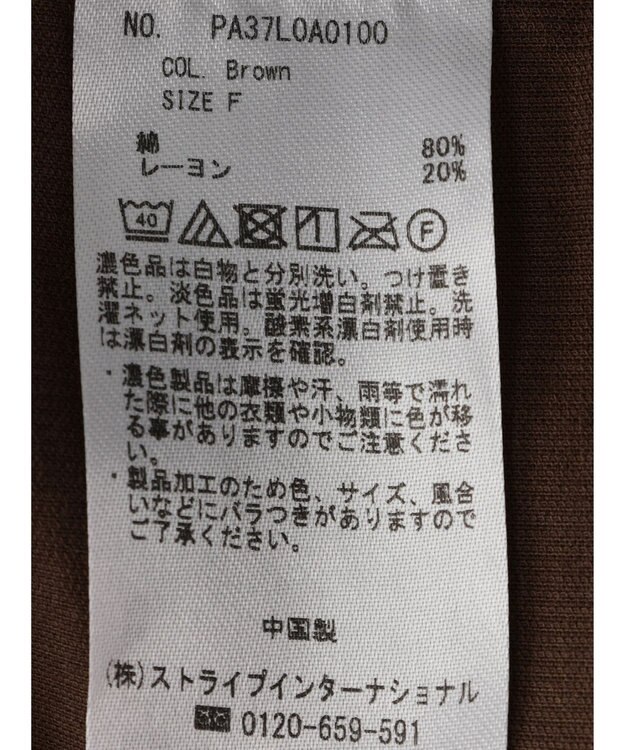 NO. PA37L0A0100
COL. Brown
SIZE F
綿 80%
レーヨン 20%
40
F
濃色品は白物と分別洗い。つけ置き
禁止。淡色品は蛍光増白剤禁止。洗
濯ネット使用。酸素系漂白剤使用時
は漂白剤の表示を確認。
・濃色製品は摩擦や汗、雨等で濡れ
た際に他の衣類や小物類に色が移
る事がありますのでご注意くださ
い。
・製品加工のため色、サイズ、風合
いなどにバラつきがありますので
ご了承ください。
中国製
(株)ストライプインターナショナル
0120-659-591